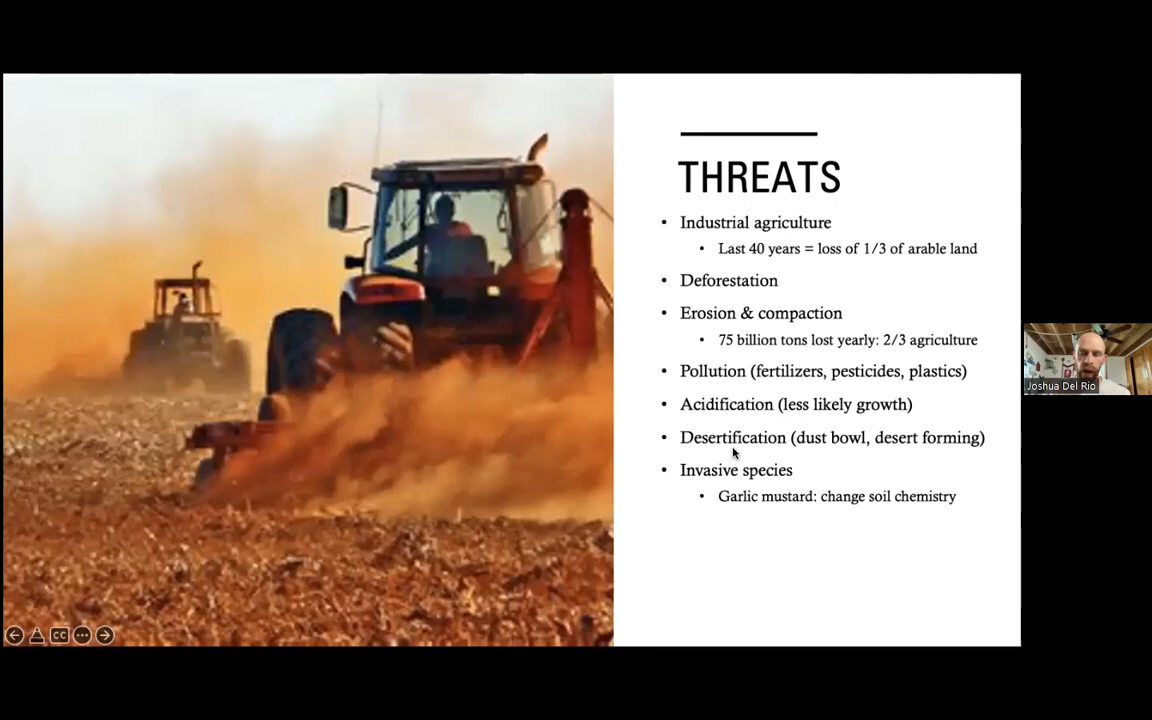 THREATS
• Industrial agriculture
• Last 40 years = loss of 1/3 of arable land
• Deforestation
• Erosion & compaction
• 75 billion tons lost yearly: 2/3 agriculture
• Pollution (fertilizers, pesticides, plastics)
• Acidification (less likely growth)
• Desertification (dust bowl, desert forming)
• Invasive species
• Garlic mustard: change soil chemistry
Joshua Del Rio
CC